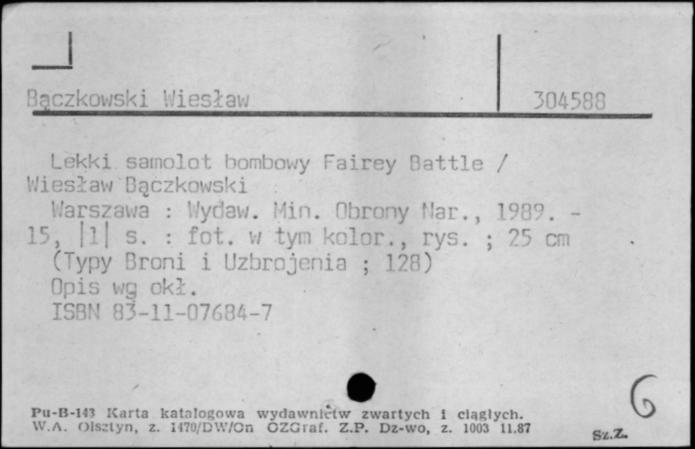 Bączkowski Wiesław 304588
Lekki samolot bombowy Fairey Battle /
Wiesław Bączkowski
Warszawa : Wydaw. Min. Obrony Nar., 1989. -
15, |1| s. : fot. w tym kolor., rys. ; 25 cm
(Typy Broni i Uzbrojenia ; 128)
Opis wg okł.
ISBN 83-11-07684-7
6
Pu-B-143 Karta katalogowa wydawnictw zwartych i ciągłych.
W.A. Olsztyn, z. 1470/DW/On OZGraf. Z.P. Dz-wo, z. 1003 11.87
Sz.Z.